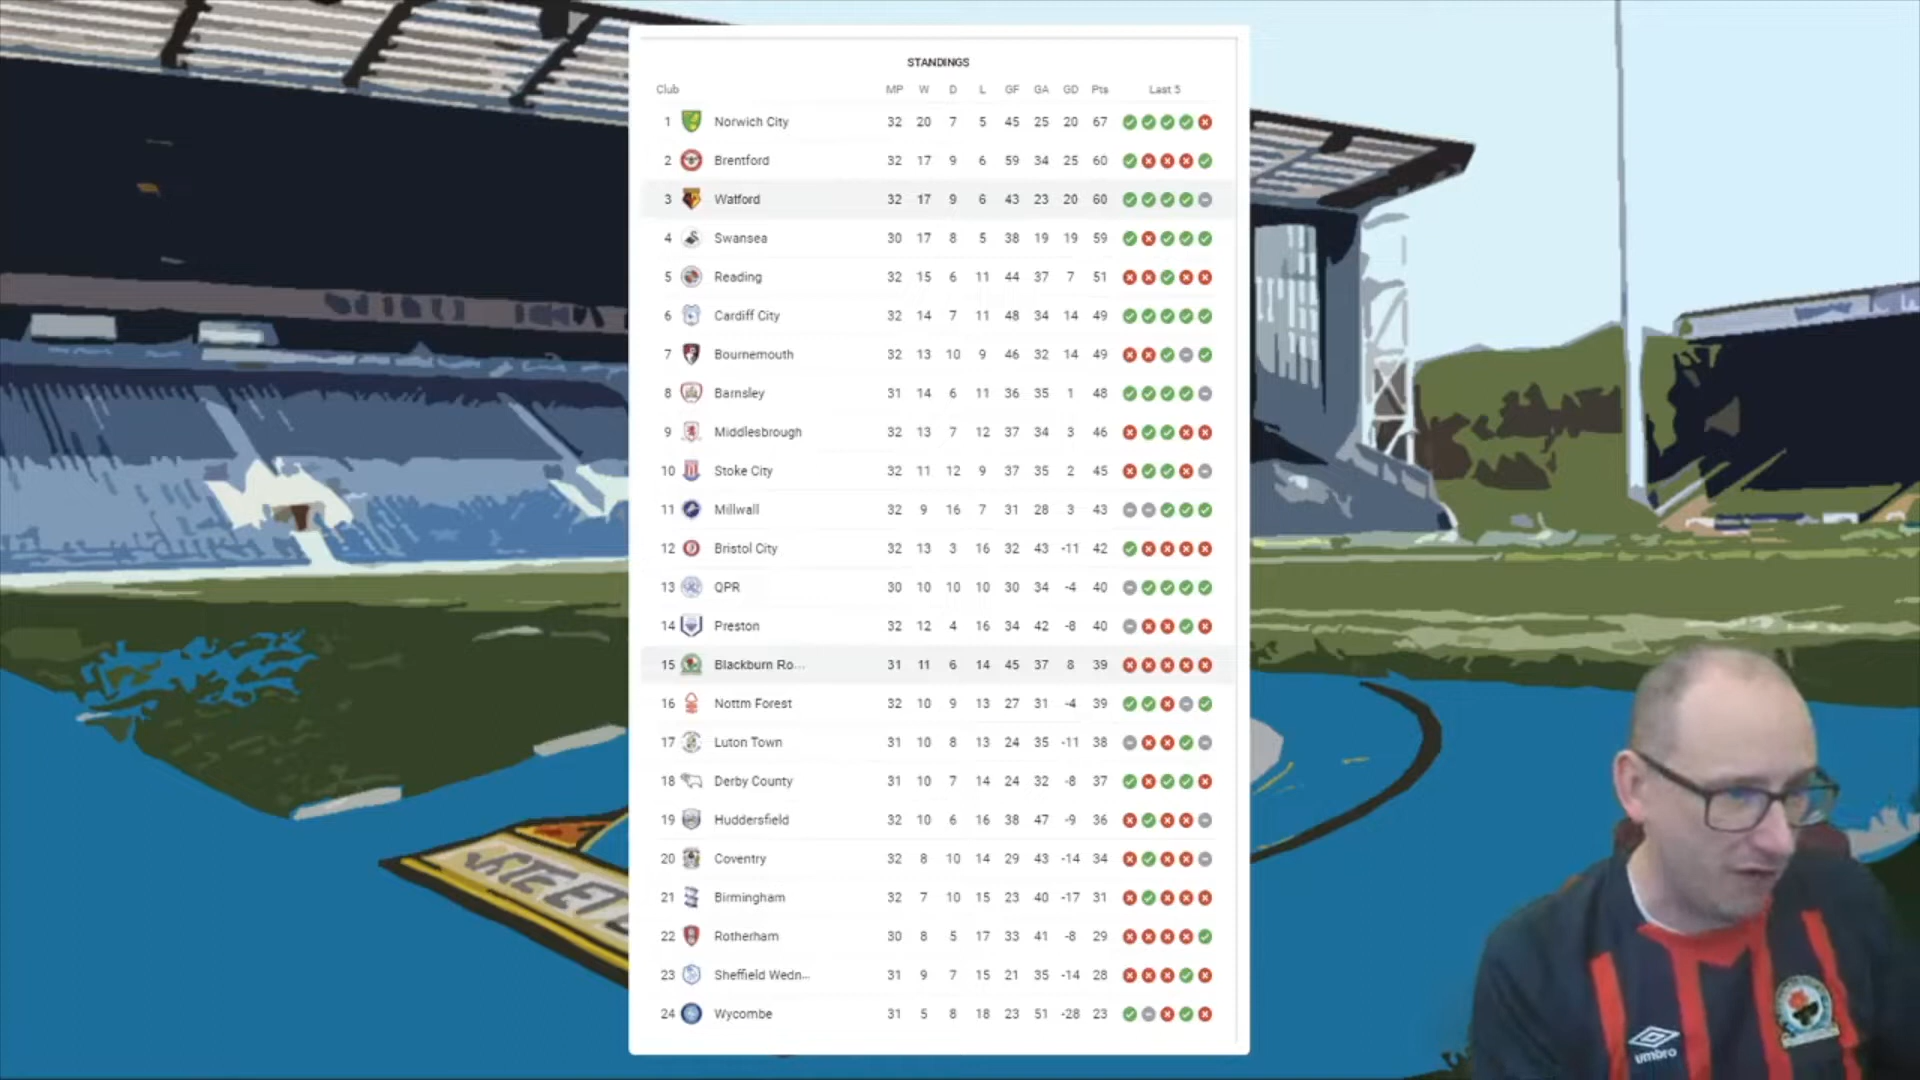 STANDINGS
Club MP W D L GF GA GD Pts Last 5
1 Norwich City 32 20 7 5 45 25 20 67
2 Brentford 32 17 9 6 59 34 25 60
3 Watford 32 17 9 6 43 23 20 60
4 Swansea 30 17 8 5 38 19 19 59
5 Reading 32 15 6 11 44 37 7 51
6 Cardiff City 32 14 7 11 48 34 14 49
7 Bournemouth 32 13 10 9 46 32 14 49
8 Barnsley 31 14 6 11 36 35 1 48
9 Middlesbrough 32 13 7 12 37 34 3 46
10 Stoke City 32 11 12 9 37 35 2 45
11 Millwall 32 9 16 7 31 28 3 43
12 Bristol City 32 13 3 16 32 43 -11 42
13 QPR 30 10 10 10 30 34 -4 40
14 Preston 32 12 4 16 34 42 -8 40
15 Blackburn Ro... 31 11 6 14 45 37 8 39
16 Nottm Forest 32 10 9 13 27 31 -4 39
17 Luton Town 31 10 8 13 24 35 -11 38
18 Derby County 31 10 7 14 24 32 -8 37
19 Huddersfield 32 10 6 16 38 47 -9 36
20 Coventry 32 8 10 14 29 43 -14 34
21 Birmingham 32 7 10 15 23 40 -17 31
22 Rotherham 30 8 5 17 33 41 -8 29
23 Sheffield Wedn... 31 9 7 15 21 35 -14 28
24 Wycombe 31 5 8 18 23 51 -28 23
umbro